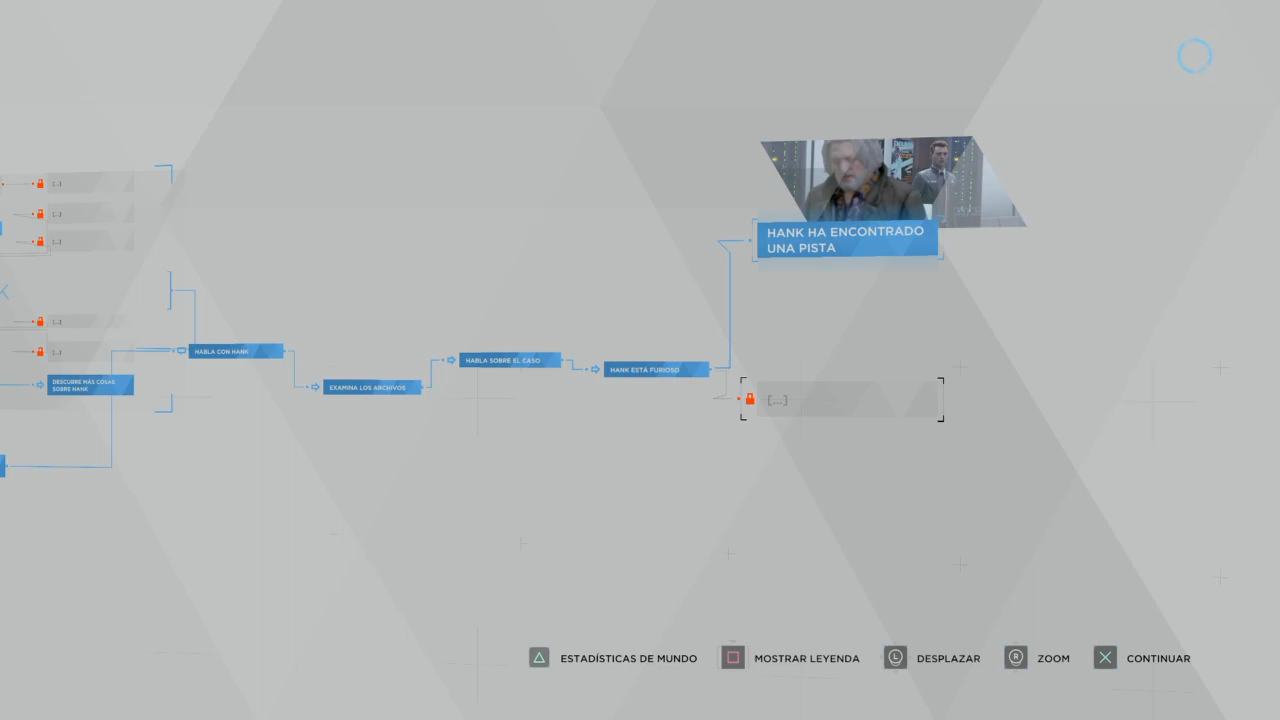 HANK HA ENCONTRADO
UNA PISTA
[...]
[...]
[...]
[...]
[...]
HABLA CON HANK
DESCUBRE MÁS COSAS
SOBRE HANK
EXAMINA LOS ARCHIVOS
HABLA SOBRE EL CASO
HANK ESTÁ FURIOSO
[...]
ESTADÍSTICAS DE MUNDO
MOSTRAR LEYENDA
L
DESPLAZAR
R
ZOOM
CONTINUAR